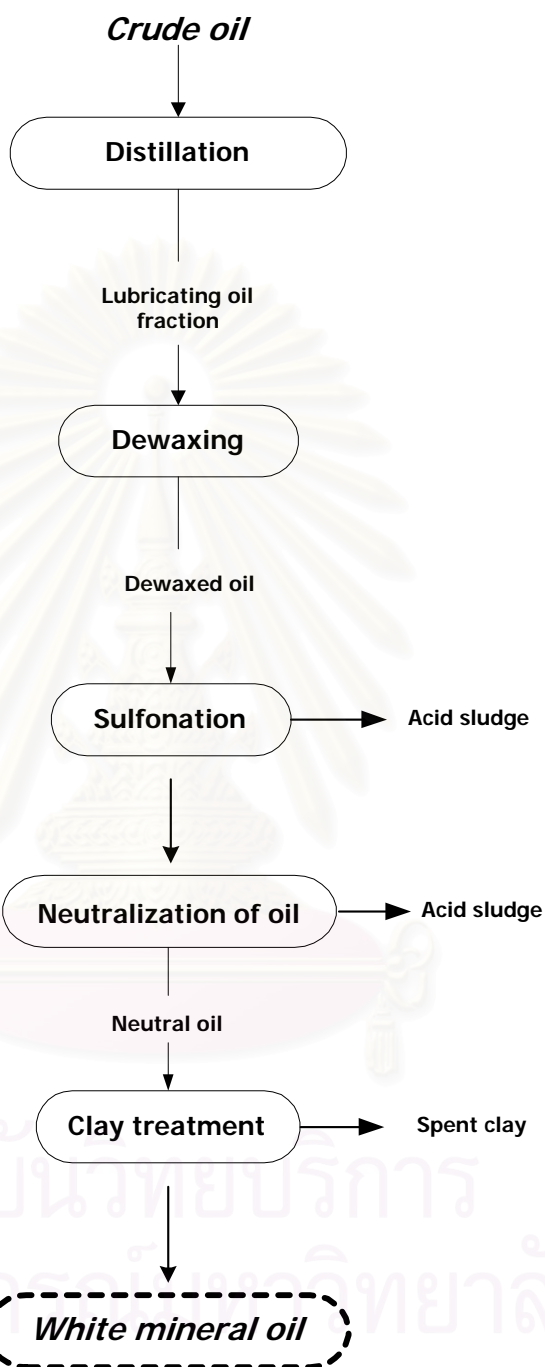 Crude oil
Distillation
Lubricating oil
fraction
Dewaxing
Dewaxed oil
Sulfonation
Acid sludge
Neutralization of oil
Acid sludge
Neutral oil
Clay treatment
Spent clay
White mineral oil